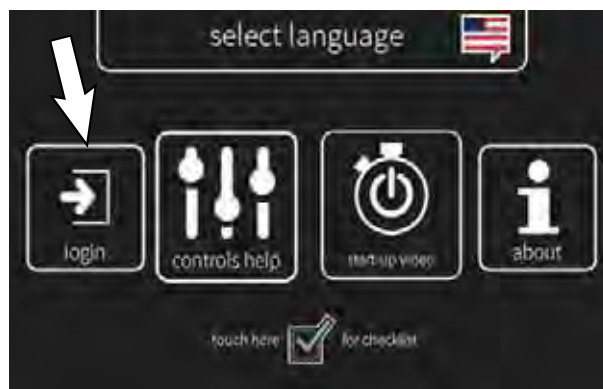 select language
login
controls help
start-up video
about
touch here for checklist